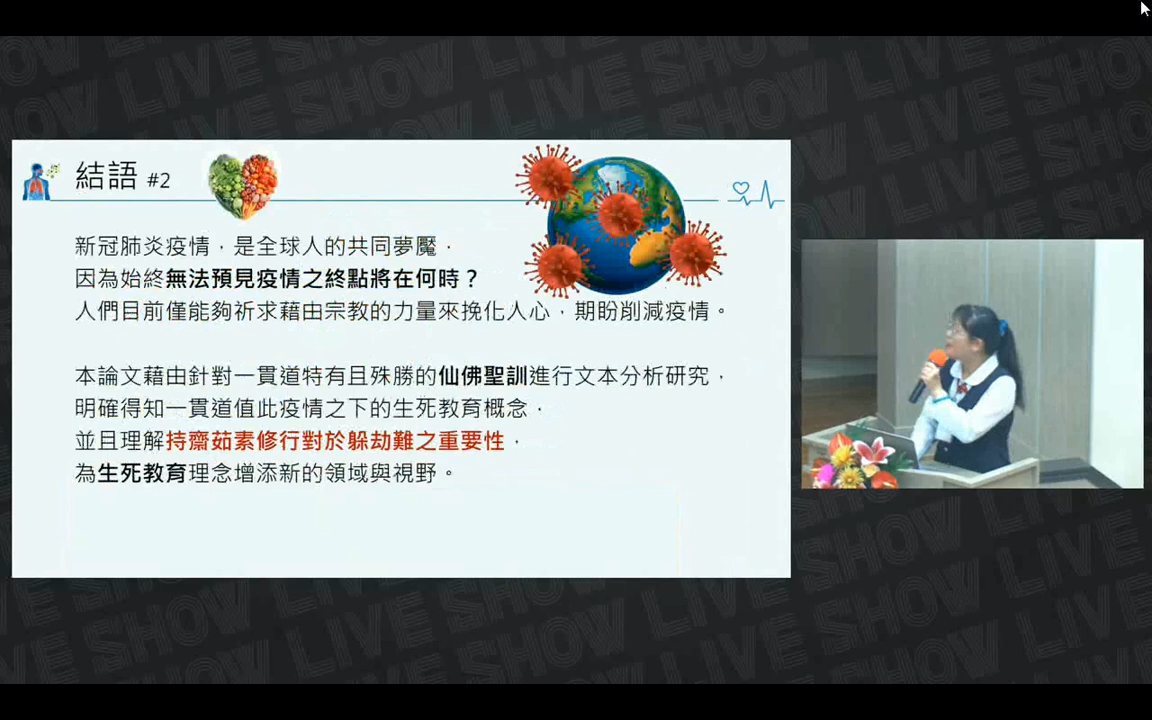 結語 #2
新冠肺炎疫情，是全球人的共同夢魘，
因為始終無法預見疫情之終點將在何時？
人們目前僅能夠祈求藉由宗教的力量來挽化人心，期盼削減疫情。
本論文藉由針對一貫道特有且殊勝的仙佛聖訓進行文本分析研究，
明確得知一貫道值此疫情之下的生死教育概念，
並且理解持齋茹素修行對於躲劫難之重要性，
為生死教育理念增添新的領域與視野。
LIVE SHOW